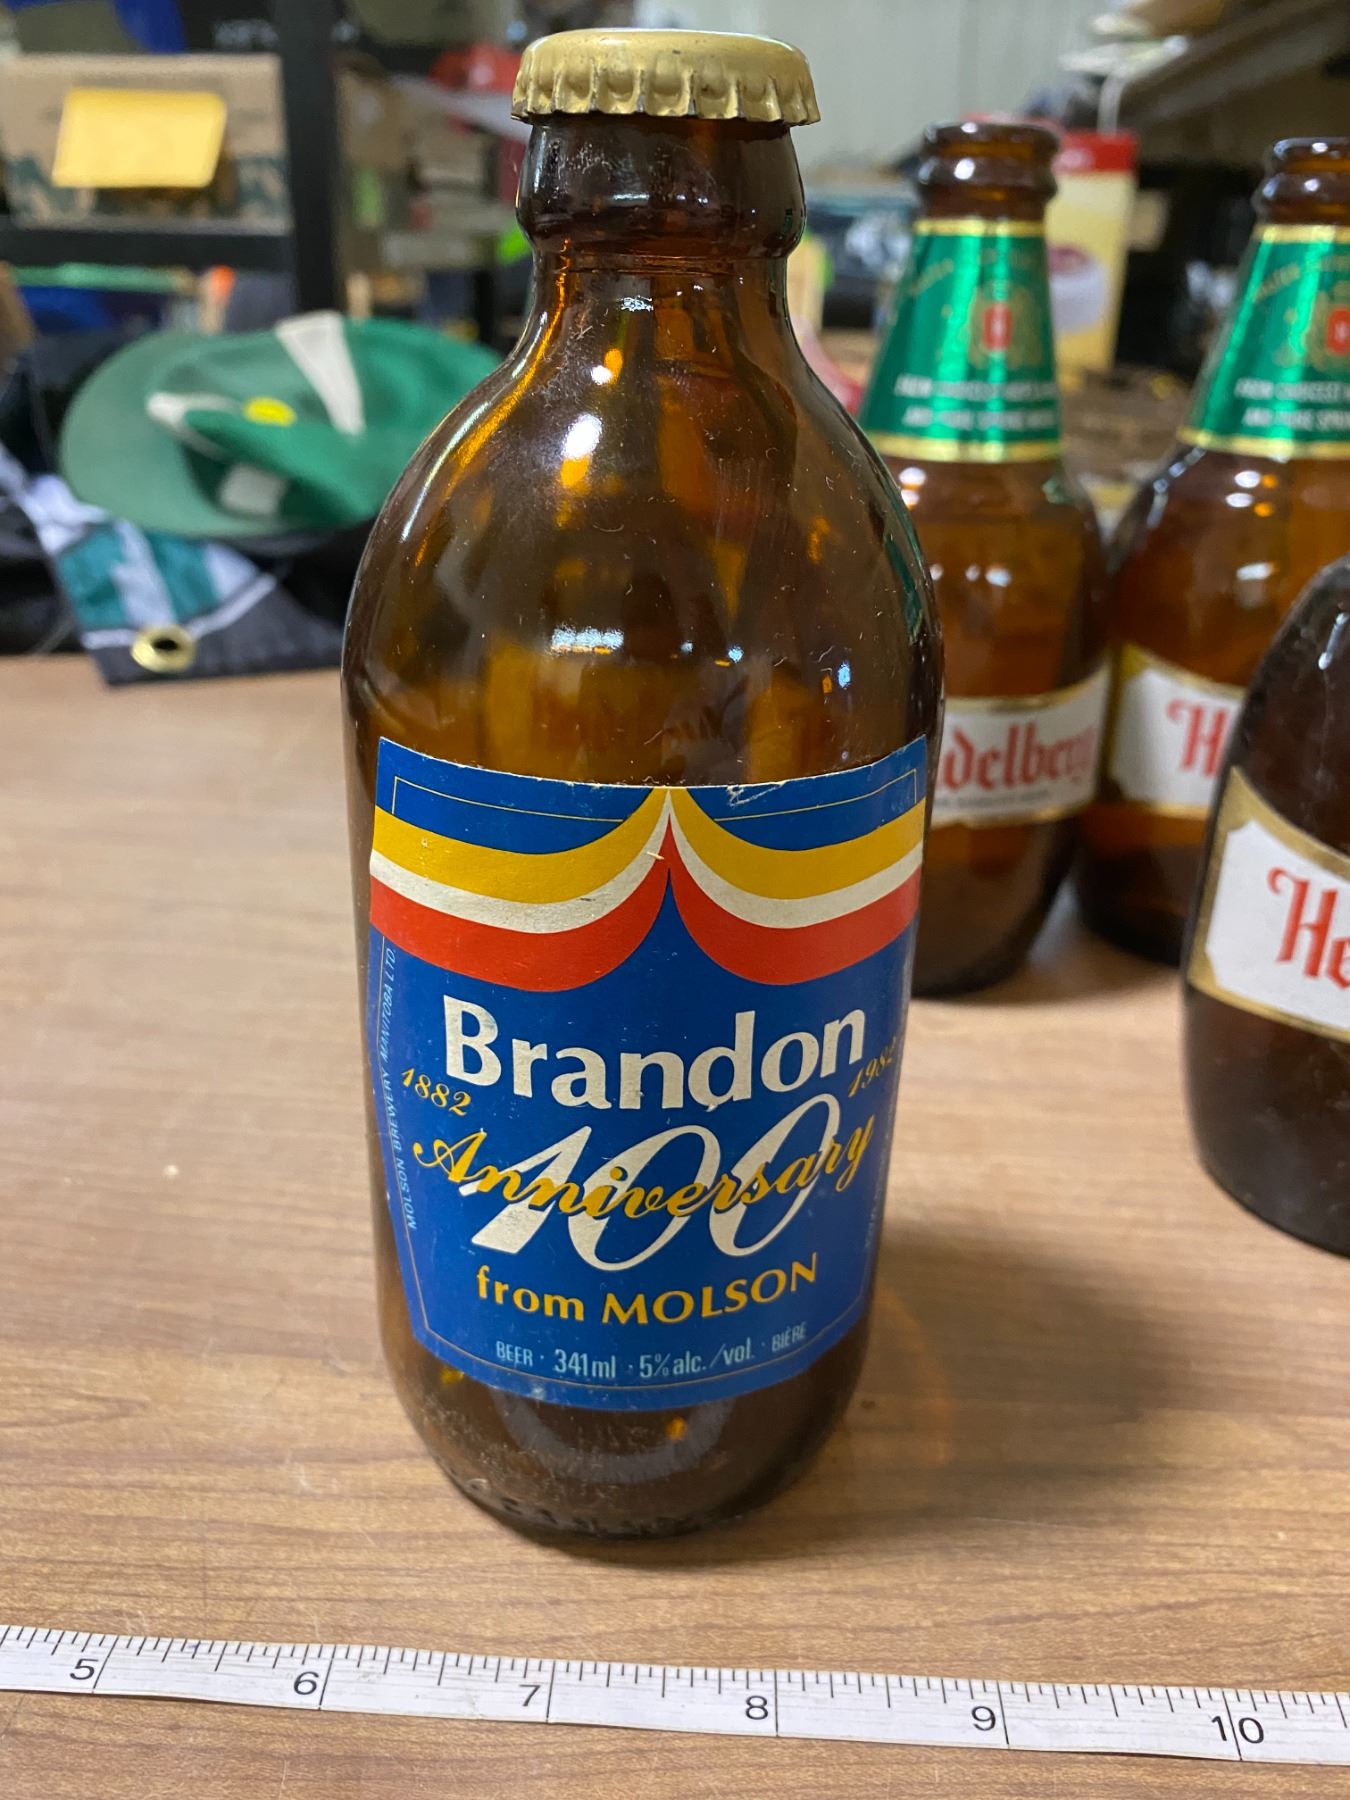 Brandon
1882
1982
100
Anniversary
from MOLSON
BEER · 341ml · 5% alc./vol. · BIÈRE
MOLSON BREWERY MANITOBA LTD.
delberg
H
He
5 6 7 8 9 10